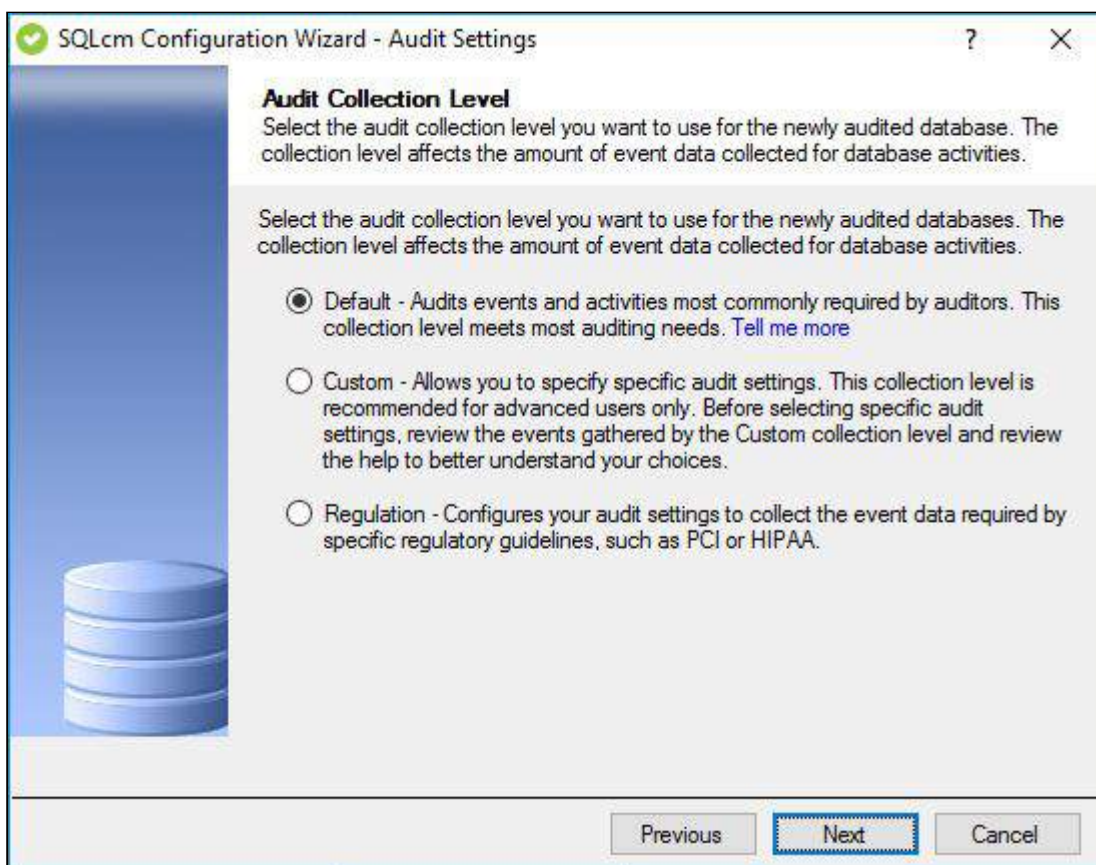 SQLcm Configuration Wizard - Audit Settings
?
Audit Collection Level
Select the audit collection level you want to use for the newly audited database. The
collection level affects the amount of event data collected for database activities.
Select the audit collection level you want to use for the newly audited databases. The
collection level affects the amount of event data collected for database activities.
Default - Audits events and activities most commonly required by auditors. This
collection level meets most auditing needs. Tell me more
Custom - Allows you to specify specific audit settings. This collection level is
recommended for advanced users only. Before selecting specific audit
settings, review the events gathered by the Custom collection level and review
the help to better understand your choices.
Regulation - Configures your audit settings to collect the event data required by
specific regulatory guidelines, such as PCI or HIPAA.
Previous
Next
Cancel